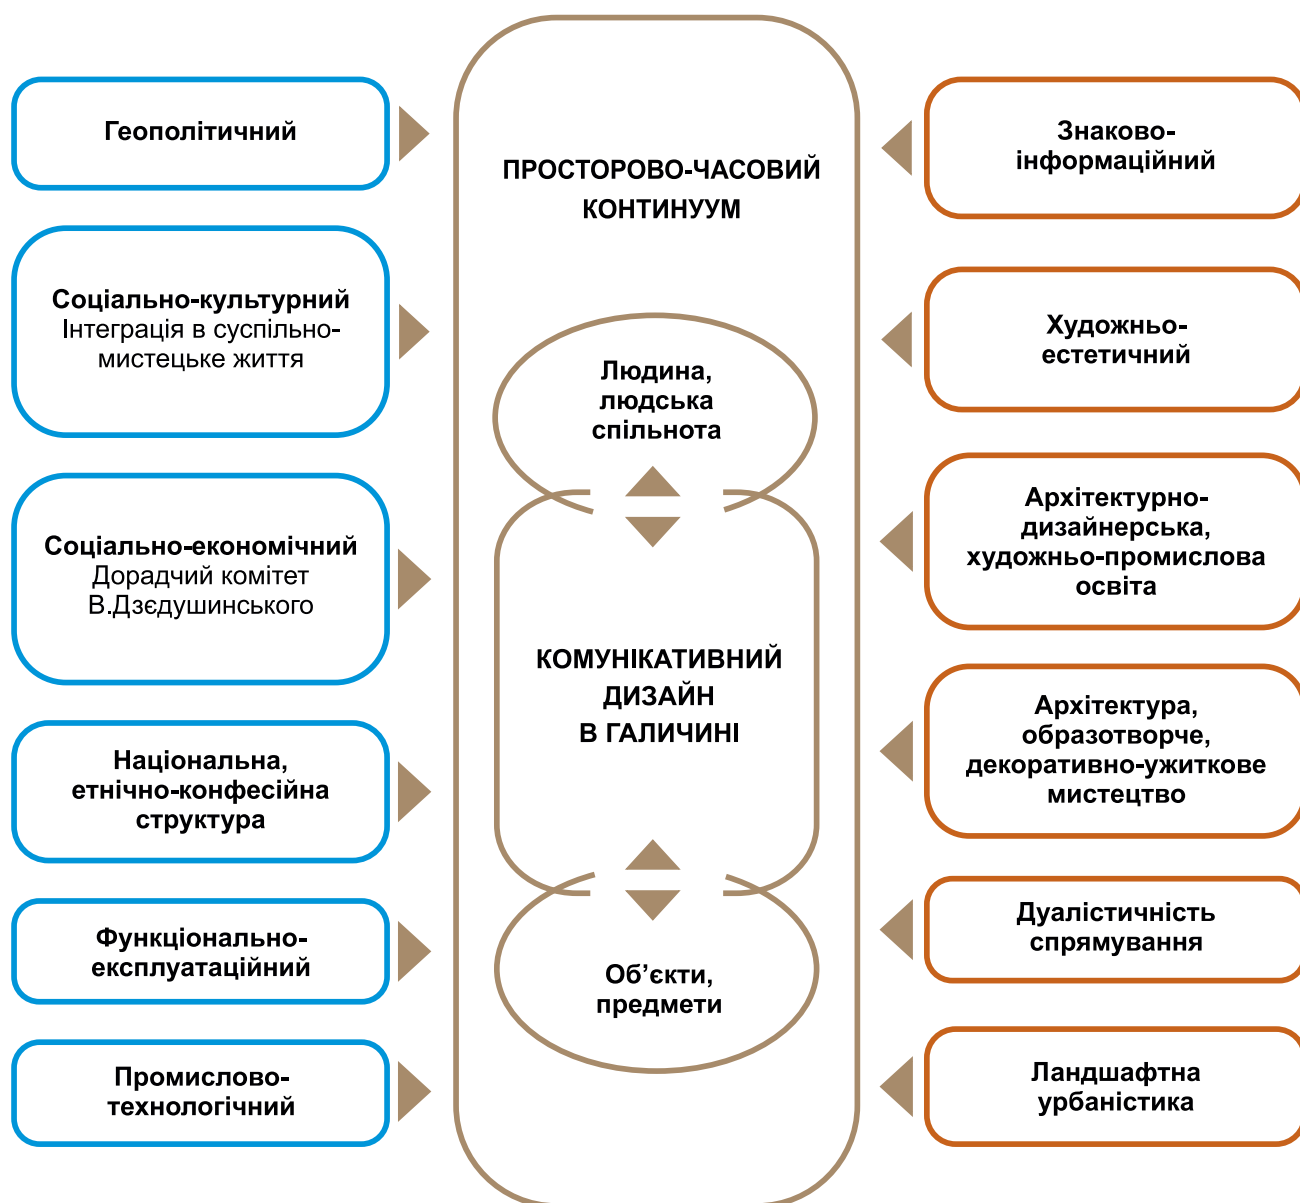 Геополітичний
Соціально-культурний
Інтеграція в суспільно-
мистецьке життя
Соціально-економічний
Дорадчий комітет
В.Дзєдушинського
Національна,
етнічно-конфесійна
структура
Функціонально-
експлуатаційний
Промислово-
технологічний
ПРОСТОРОВО-ЧАСОВИЙ
КОНТИНУУМ
Людина,
людська
спільнота
КОМУНІКАТИВНИЙ
ДИЗАЙН
В ГАЛИЧИНІ
Об’єкти,
предмети
Знаково-
інформаційний
Художньо-
естетичний
Архітектурно-
дизайнерська,
художньо-промислова
освіта
Архітектура,
образотворче,
декоративно-ужиткове
мистецтво
Дуалістичність
спрямування
Ландшафтна
урбаністика